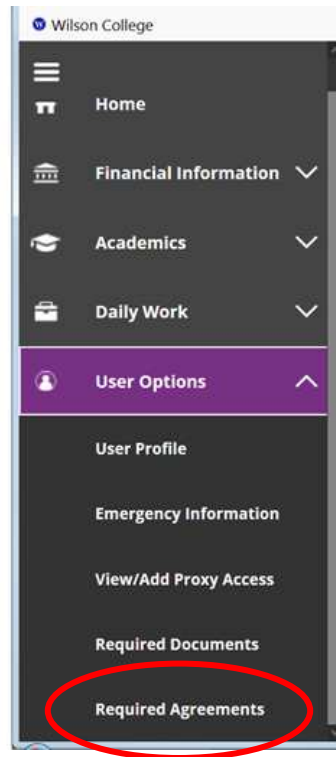 Wilson College
Home
Financial Information
Academics
Daily Work
User Options
User Profile
Emergency Information
View/Add Proxy Access
Required Documents
Required Agreements